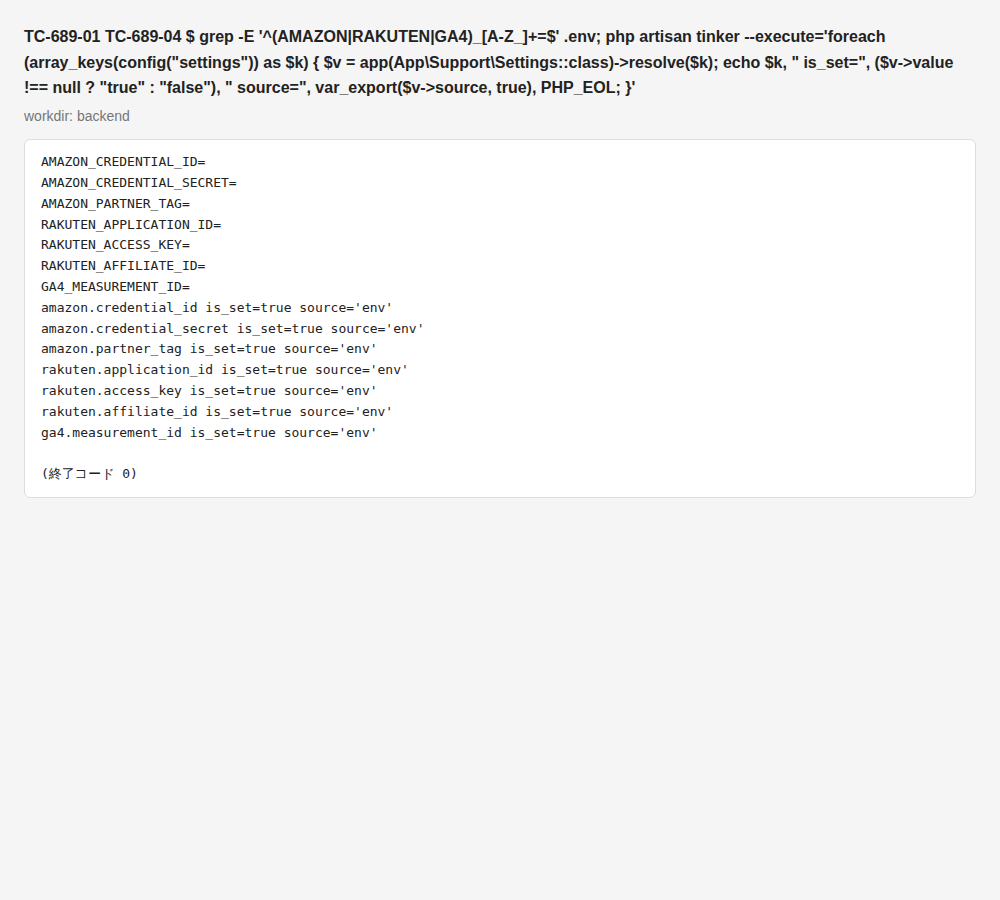 TC-689-01 TC-689-04 $ grep -E '^(AMAZON|RAKUTEN|GA4)_[A-Z_]+=$' .env; php artisan tinker --execute='foreach
(array_keys(config("settings")) as $k) { $v = app(App\Support\Settings::class)->resolve($k); echo $k, " is_set=", ($v->value
!== null ? "true" : "false"), " source=", var_export($v->source, true), PHP_EOL; }'
workdir: backend
AMAZON_CREDENTIAL_ID=
AMAZON_CREDENTIAL_SECRET=
AMAZON_PARTNER_TAG=
RAKUTEN_APPLICATION_ID=
RAKUTEN_ACCESS_KEY=
RAKUTEN_AFFILIATE_ID=
GA4_MEASUREMENT_ID=
amazon.credential_id is_set=true source='env'
amazon.credential_secret is_set=true source='env'
amazon.partner_tag is_set=true source='env'
rakuten.application_id is_set=true source='env'
rakuten.access_key is_set=true source='env'
rakuten.affiliate_id is_set=true source='env'
ga4.measurement_id is_set=true source='env'
(終了コード 0)